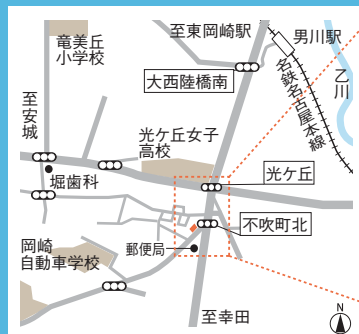 至東岡崎駅
男川駅
竜美丘
小学校
大西陸橋南
名鉄名古屋本線
乙川
至安城
光ケ丘女子
高校
光ケ丘
堀歯科
不吹町北
岡崎
自動車学校
郵便局
至幸田
N